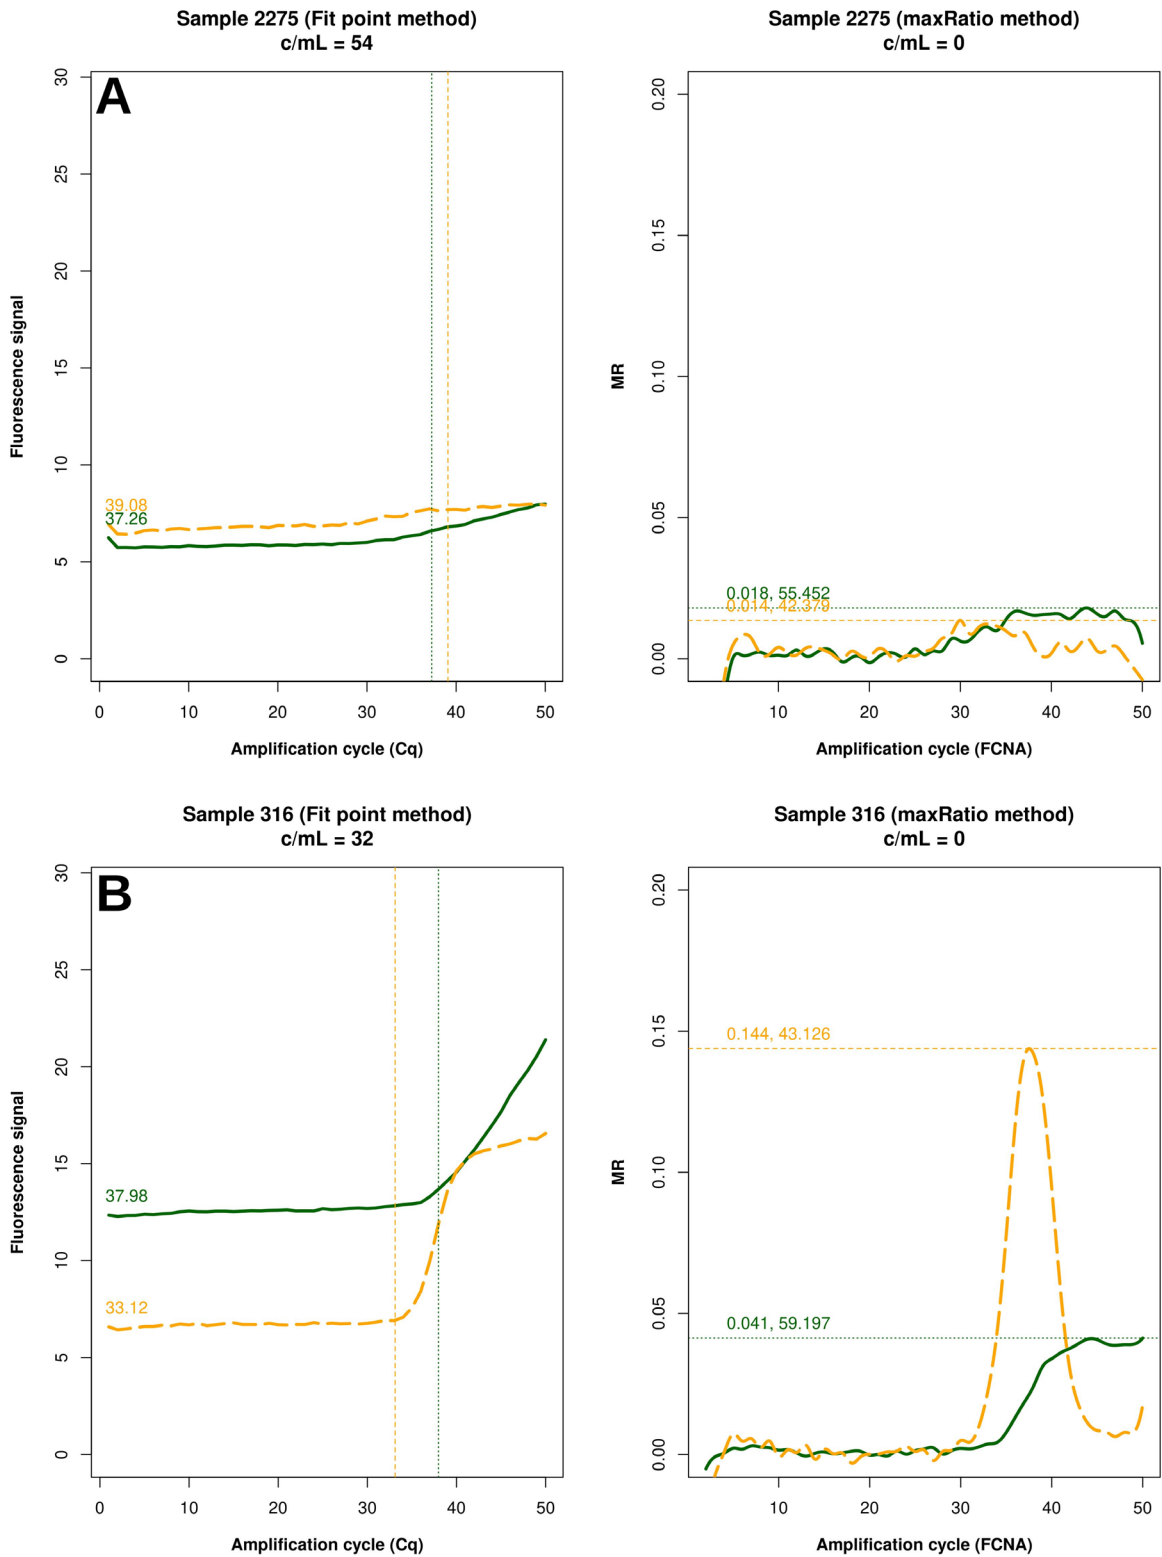 Sample 2275 (Fit point method)
c/mL = 54
A
30
25
20
15
10
5
0
Fluorescence signal
39.08
37.26
0 10 20 30 40 50
Amplification cycle (Cq)
Sample 2275 (maxRatio method)
c/mL = 0
0.20
0.15
0.10
0.05
0.00
MR
0.018, 55.452
0.014, 42.379
10 20 30 40 50
Amplification cycle (FCNA)
Sample 316 (Fit point method)
c/mL = 32
B
30
25
20
15
10
5
0
Fluorescence signal
37.98
33.12
0 10 20 30 40 50
Amplification cycle (Cq)
Sample 316 (maxRatio method)
c/mL = 0
0.20
0.15
0.10
0.05
0.00
MR
0.144, 43.126
0.041, 59.197
10 20 30 40 50
Amplification cycle (FCNA)